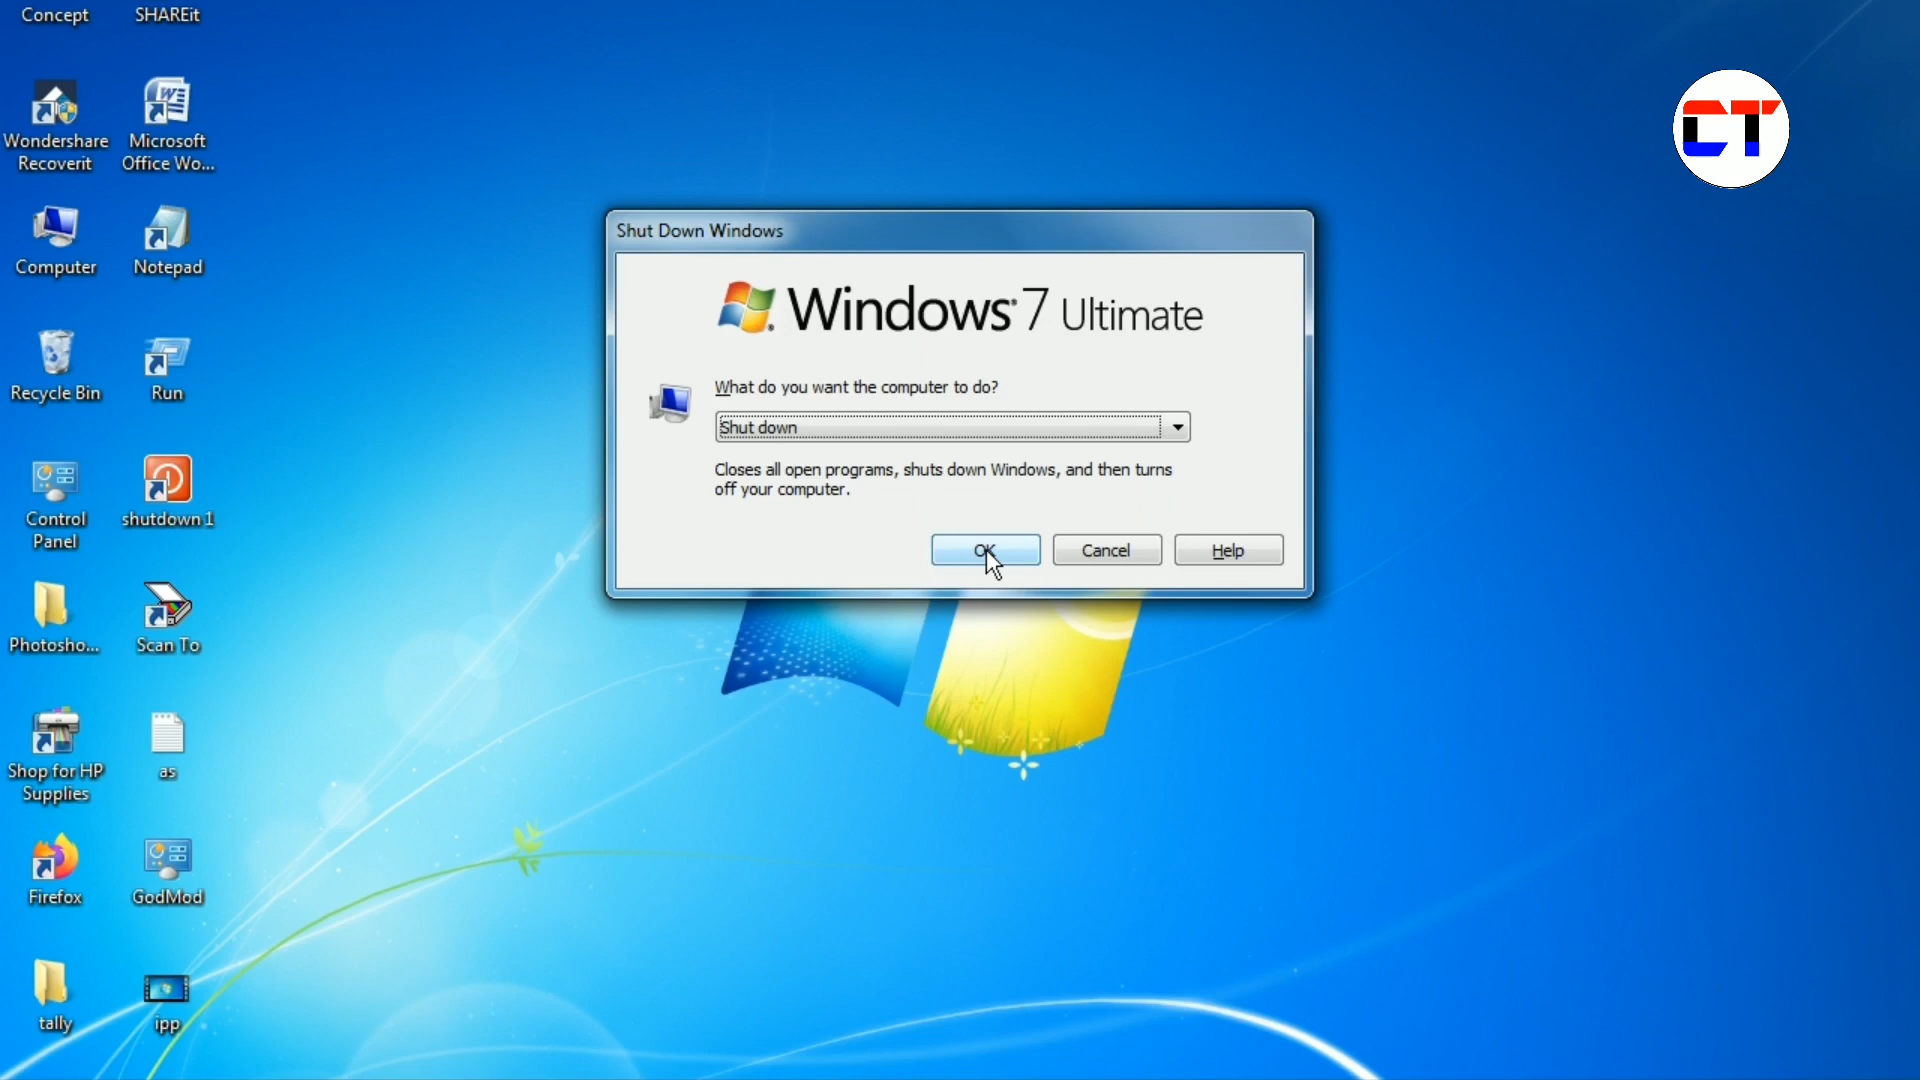 Concept
SHAREit
Wondershare
Recoverit
Microsoft
Office Wo...
Computer
Notepad
Recycle Bin
Run
Control
Panel
shutdown 1
Photosho...
Scan To
Shop for HP
Supplies
as
Firefox
GodMod
tally
ipp
Shut Down Windows
Windows® 7 Ultimate
What do you want the computer to do?
Shut down
Closes all open programs, shuts down Windows, and then turns
off your computer.
OK
Cancel
Help
CT